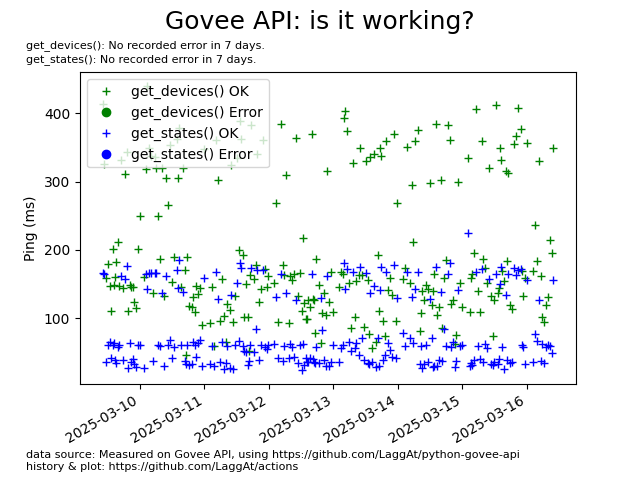 Govee API: is it working?
get_devices(): No recorded error in 7 days.
get_states(): No recorded error in 7 days.
get_devices() OK
get_devices() Error
get_states() OK
get_states() Error
Ping (ms)
400
300
200
100
2025-03-10
2025-03-11
2025-03-12
2025-03-13
2025-03-14
2025-03-15
2025-03-16
data source: Measured on Govee API, using https://github.com/LaggAt/python-govee-api
history & plot: https://github.com/LaggAt/actions